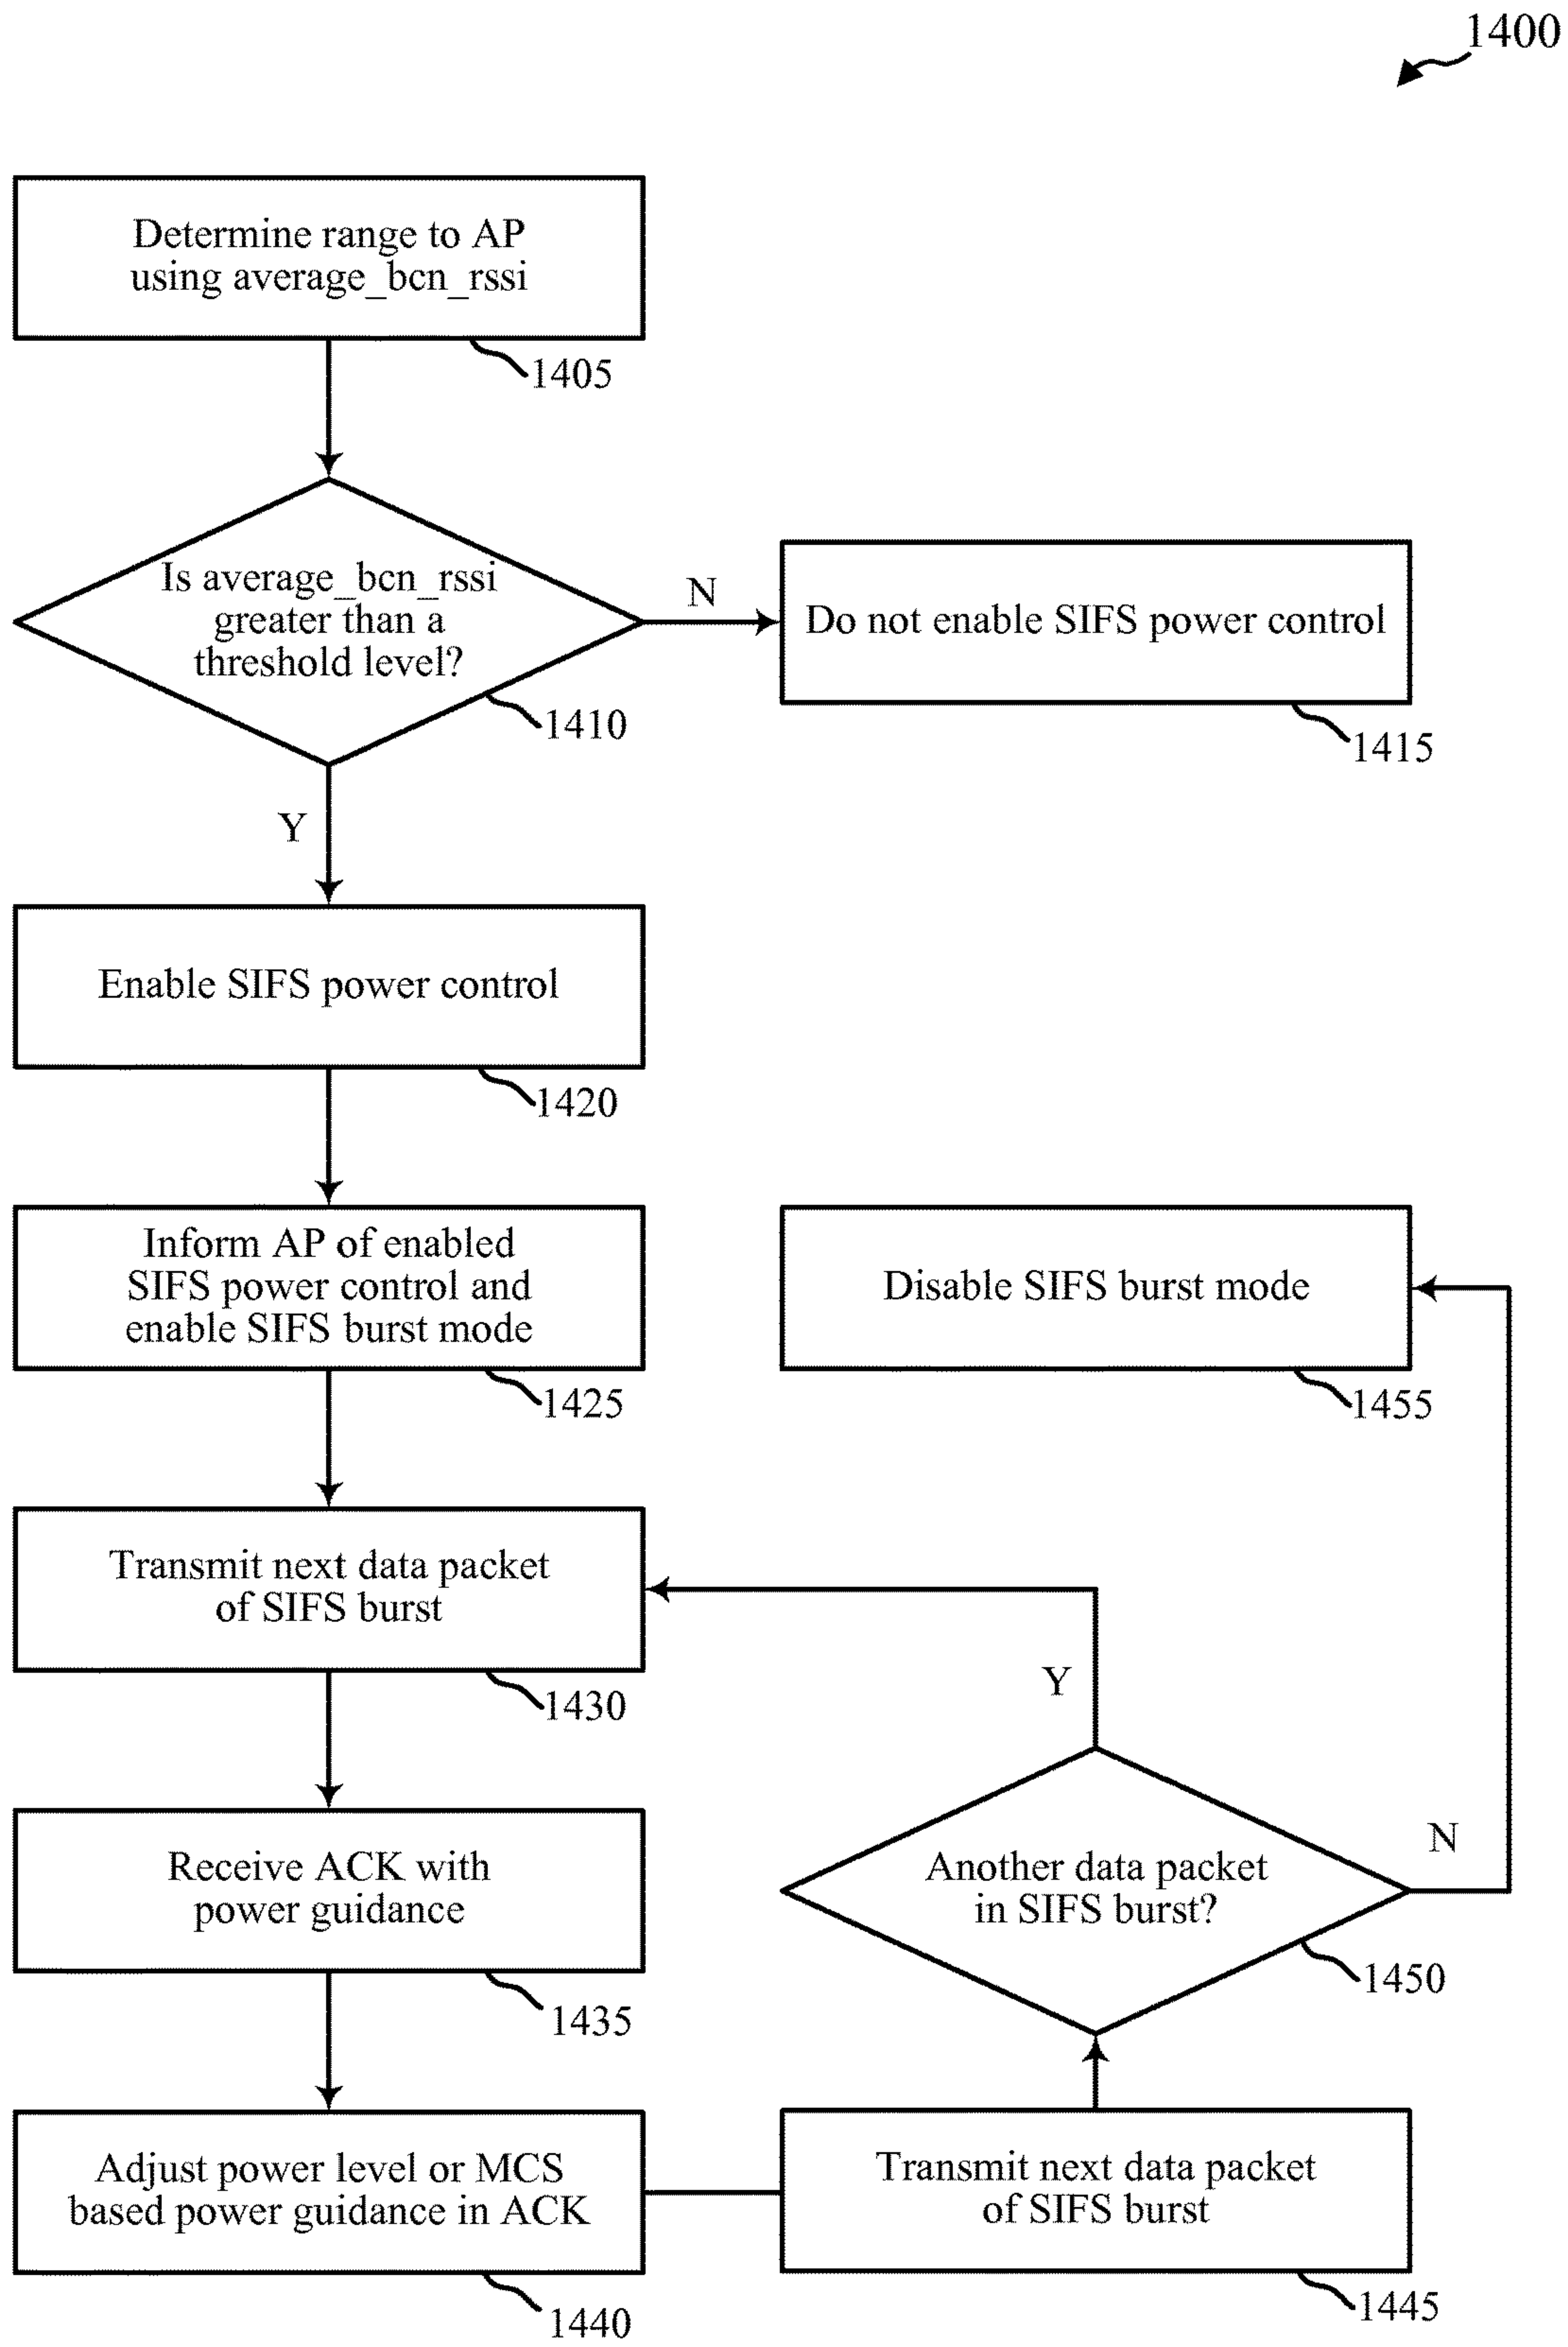 1400
Determine range to AP
using average_bcn_rssi
1405
Is average_bcn_rssi
greater than a
threshold level?
1410
N
Do not enable SIFS power control
1415
Y
Enable SIFS power control
1420
Inform AP of enabled
SIFS power control and
enable SIFS burst mode
1425
Disable SIFS burst mode
1455
Transmit next data packet
of SIFS burst
1430
Y
Receive ACK with
power guidance
1435
Another data packet
in SIFS burst?
1450
N
Adjust power level or MCS
based power guidance in ACK
1440
Transmit next data packet
of SIFS burst
1445